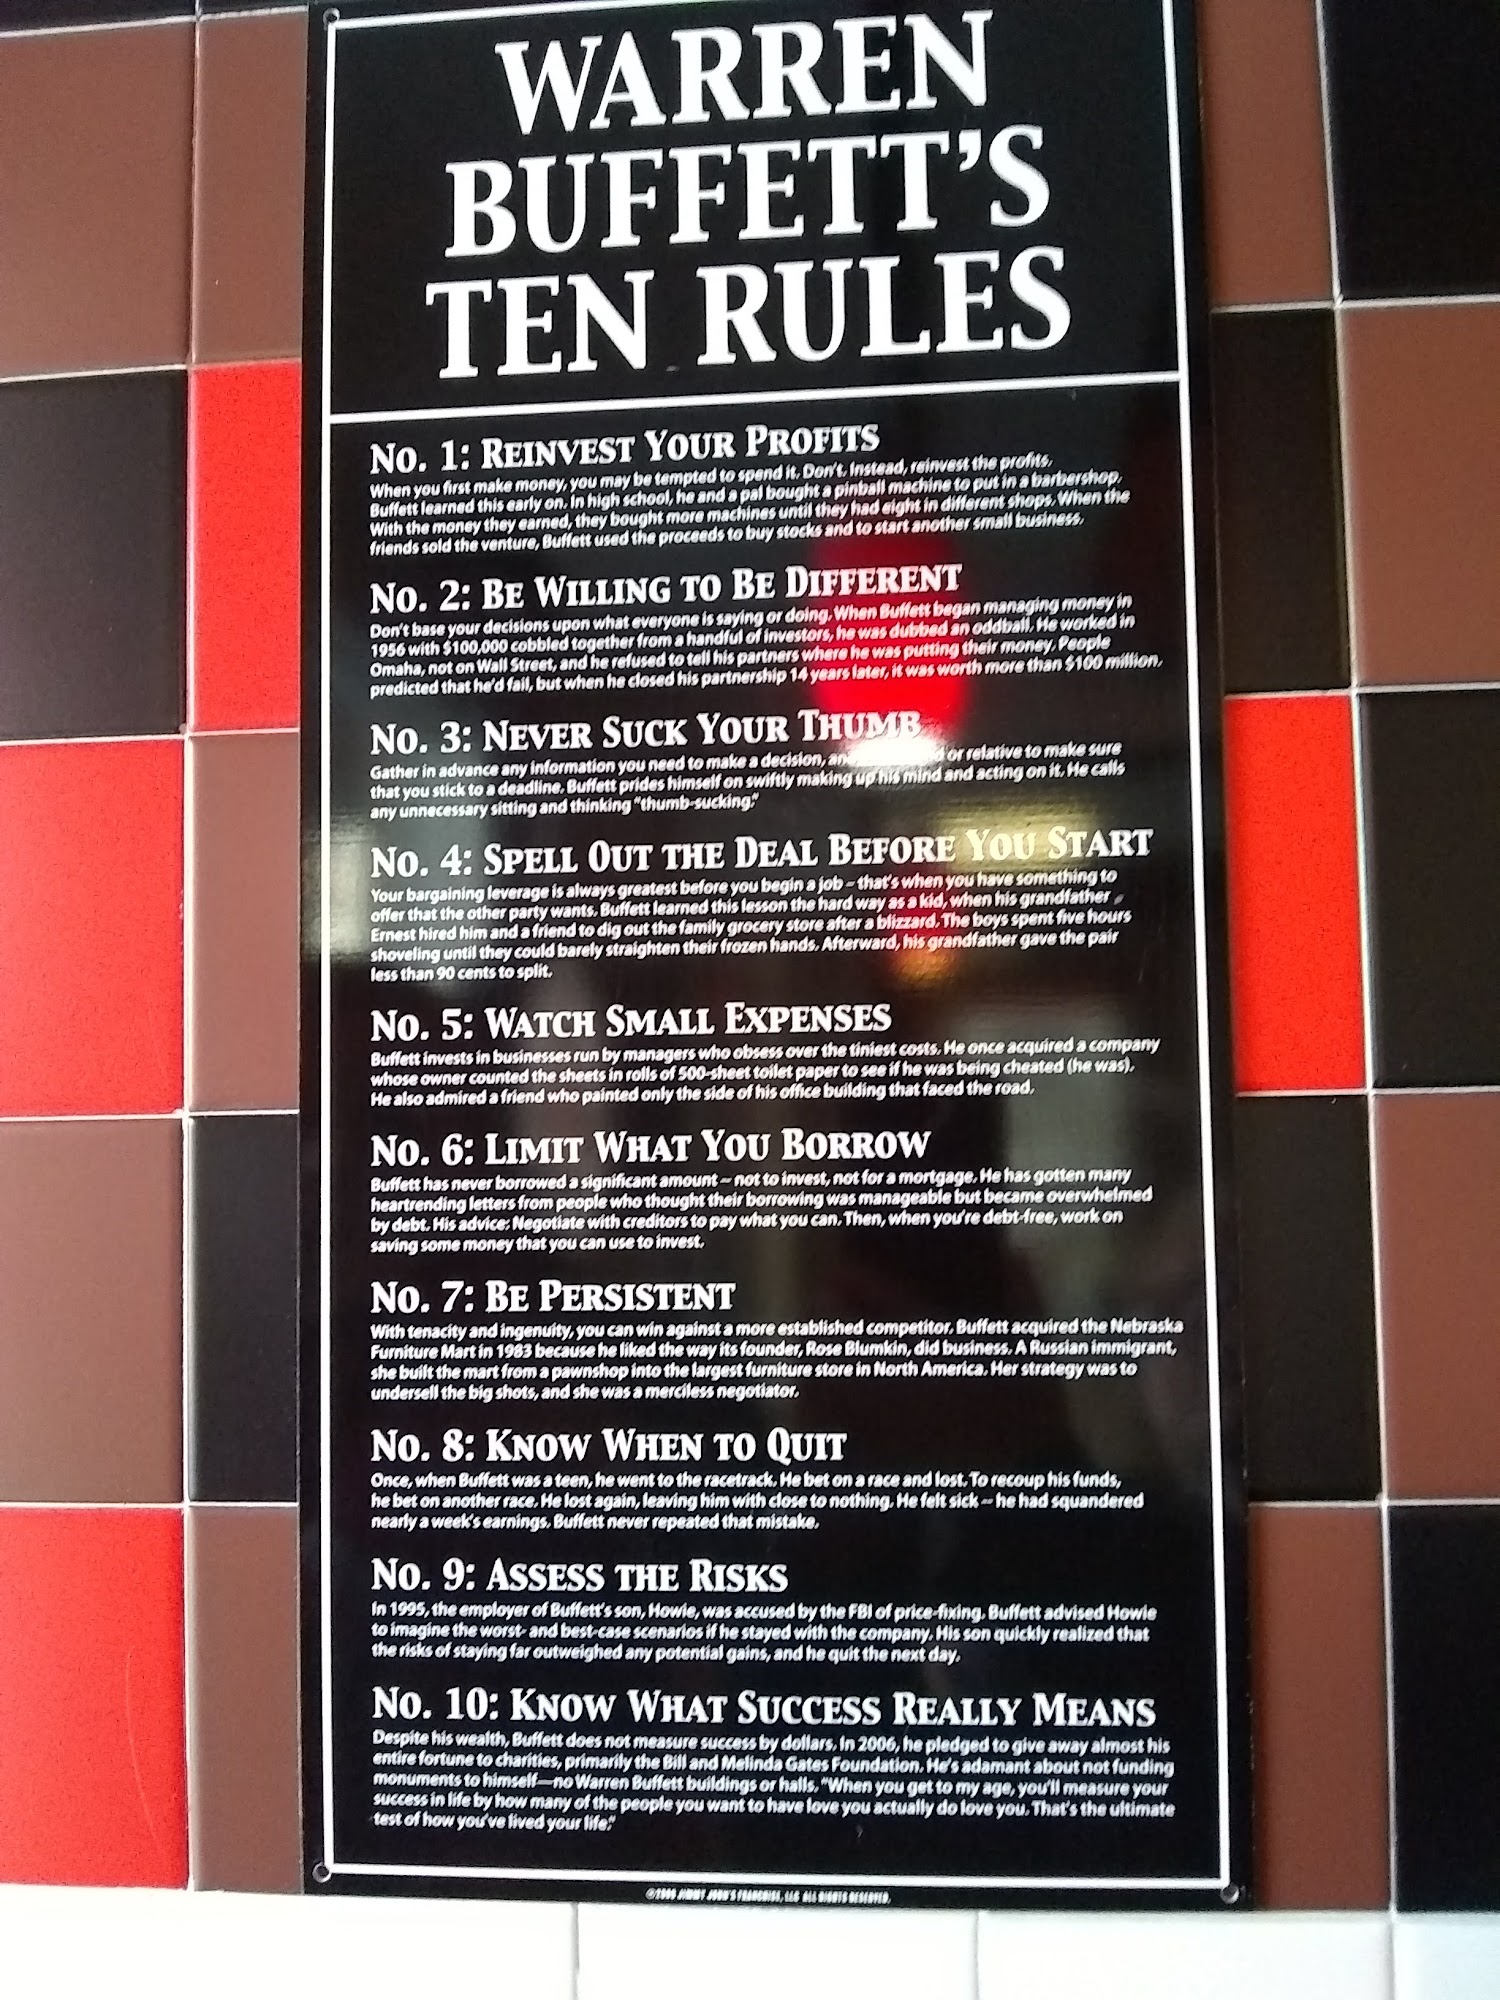 WARREN
BUFFETT'S
TEN RULES
No. 1: Reinvest Your Profits
When you first make money, you may be tempted to spend it. Don't. Instead, reinvest the profits.
Buffett learned this early on. In high school, he and a pal bought a pinball machine to put in a barbershop.
With the money they earned, they bought more machines until they had eight in different shops. When the
friends sold the venture, Buffett used the proceeds to buy stocks and to start another small business.
No. 2: Be Willing to Be Different
Don't base your decisions upon what everyone is saying or doing. When Buffett began managing money in
1956 with $100,000 cobbled together from a handful of investors, he was dubbed an oddball. He worked in
Omaha, not on Wall Street, and he refused to tell his partners where he was putting their money. People
predicted that he'd fail, but when he closed his partnership 14 years later, it was worth more than $100 million.
No. 3: Never Suck Your Thumb
Gather in advance any information you need to make a decision, or relative to make sure
that you stick to a deadline. Buffett prides himself on swiftly making up his mind and acting on it. He calls
any unnecessary sitting and thinking "thumb-sucking."
No. 4: Spell Out the Deal Before You Start
Your bargaining leverage is always greatest before you begin a job – that's when you have something to
offer that the other party wants. Buffett learned this lesson the hard way as a kid, when his grandfather
Ernest hired him and a friend to dig out the family grocery store after a blizzard. The boys spent five hours
shoveling until they could barely straighten their frozen hands. Afterward, his grandfather gave the pair
less than 90 cents to split.
No. 5: Watch Small Expenses
Buffett invests in businesses run by managers who obsess over the tiniest costs. He once acquired a company
whose owner counted the sheets in rolls of 500-sheet toilet paper to see if he was being cheated (he was).
He also admired a friend who painted only the side of his office building that faced the road.
No. 6: Limit What You Borrow
Buffett has never borrowed a significant amount – not to invest, not for a mortgage. He has gotten many
heartrending letters from people who thought their borrowing was manageable but became overwhelmed
by debt. His advice: Negotiate with creditors to pay what you can. Then, when you're debt-free, work on
saving some money that you can use to invest.
No. 7: Be Persistent
With tenacity and ingenuity, you can win against a more established competitor. Buffett acquired the Nebraska
Furniture Mart in 1983 because he liked the way its founder, Rose Blumkin, did business. A Russian immigrant,
she built the mart from a pawnshop into the largest furniture store in North America. Her strategy was to
undersell the big shots, and she was a merciless negotiator.
No. 8: Know When to Quit
Once, when Buffett was a teen, he went to the racetrack. He bet on a race and lost. To recoup his funds,
he bet on another race. He lost again, leaving him with close to nothing. He felt sick – he had squandered
nearly a week's earnings. Buffett never repeated that mistake.
No. 9: Assess the Risks
In 1995, the employer of Buffett's son, Howie, was accused by the FBI of price-fixing. Buffett advised Howie
to imagine the worst- and best-case scenarios if he stayed with the company. His son quickly realized that
the risks of staying far outweighed any potential gains, and he quit the next day.
No. 10: Know What Success Really Means
Despite his wealth, Buffett does not measure success by dollars. In 2006, he pledged to give away almost his
entire fortune to charities, primarily the Bill and Melinda Gates Foundation. He's adamant about not funding
monuments to himself—no Warren Buffett buildings or halls. "When you get to my age, you'll measure your
success in life by how many of the people you want to have love you actually do love you. That's the ultimate
test of how you've lived your life."
JIMMY JOHN'S FRANCHISE, LLC ALL RIGHTS RESERVED.